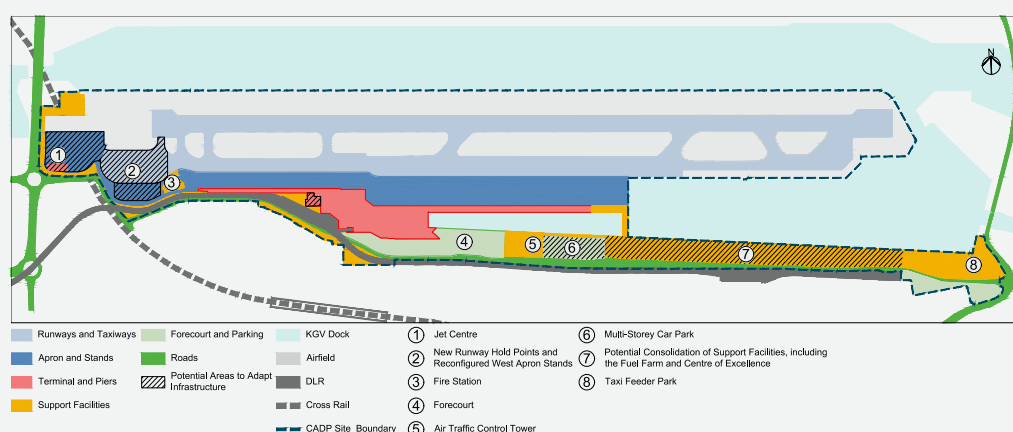 N
1
2
3
4
5
6
7
8
Runways and Taxiways
Apron and Stands
Terminal and Piers
Support Facilities
Forecourt and Parking
Roads
Potential Areas to Adapt
Infrastructure
KGV Dock
Airfield
DLR
Cross Rail
CADP Site Boundary
1 Jet Centre
2 New Runway Hold Points and
Reconfigured West Apron Stands
3 Fire Station
4 Forecourt
5 Air Traffic Control Tower
6 Multi-Storey Car Park
7 Potential Consolidation of Support Facilities, including
the Fuel Farm and Centre of Excellence
8 Taxi Feeder Park